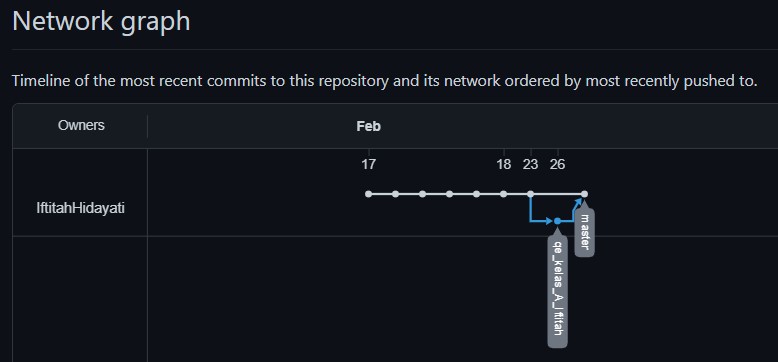 Network graph
Timeline of the most recent commits to this repository and its network ordered by most recently pushed to.
Owners
Feb
17 18 23 26
IftitahHidayati
master
qe_kelas_A_Iftitah